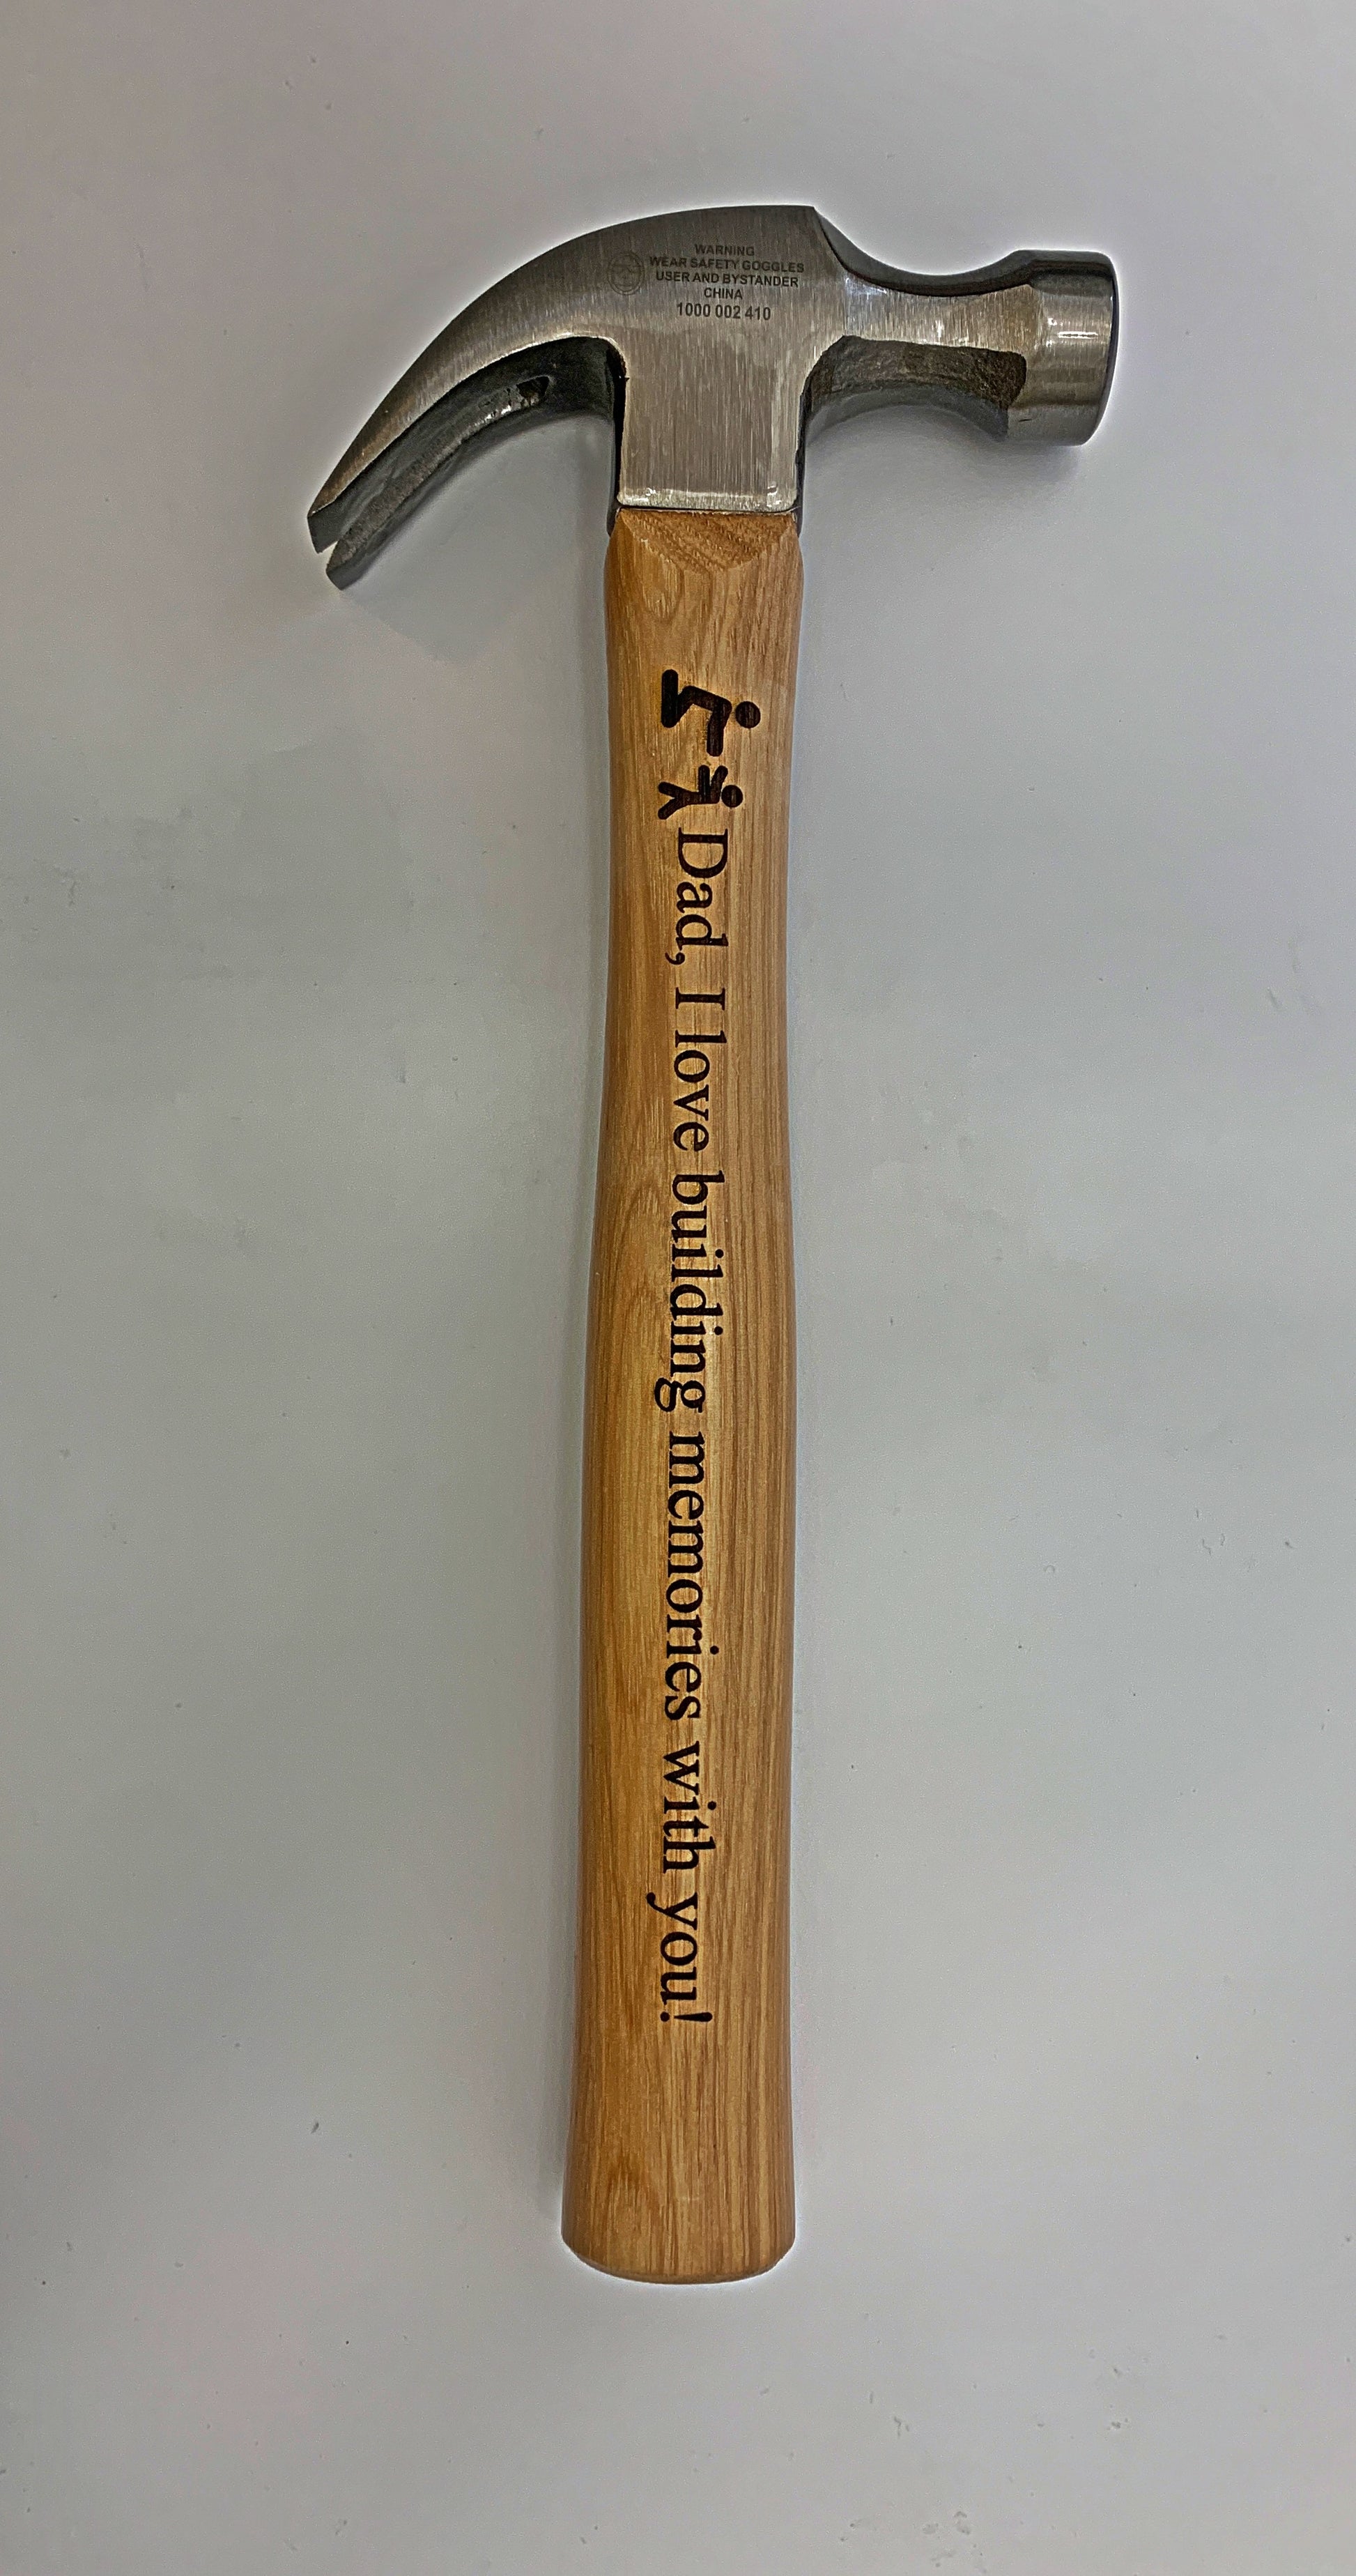 WARNING
WEAR SAFETY GOGGLES
USER AND BYSTANDER
CHINA
1000 002 410
Dad, I love building memories with you!